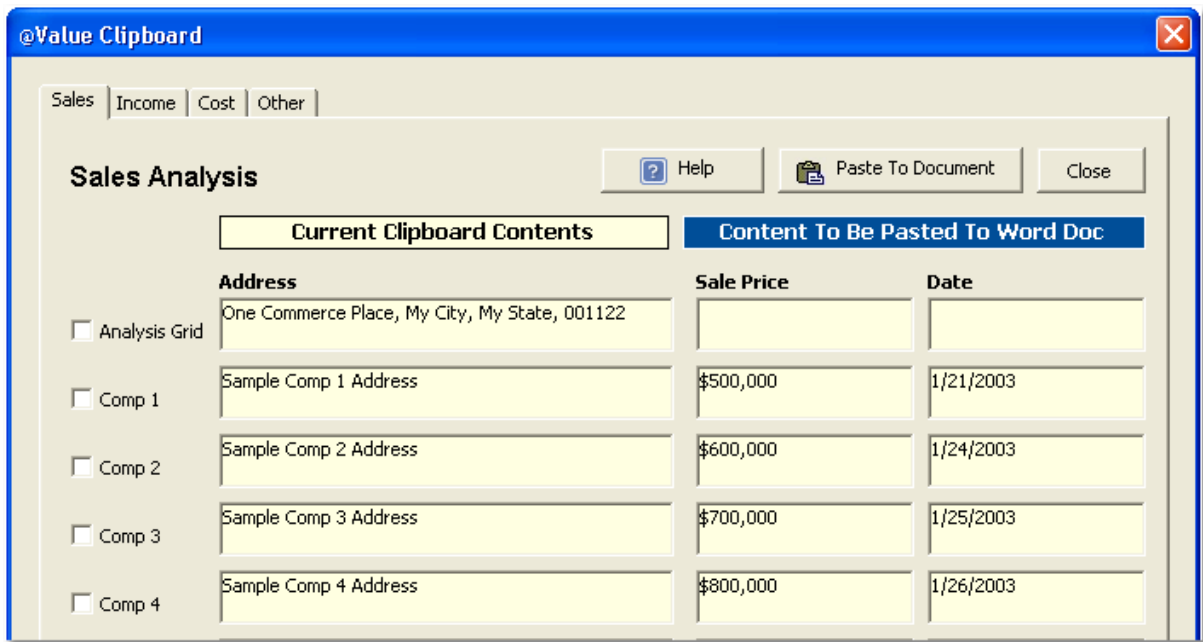 @Value Clipboard
Sales Income Cost Other
Sales Analysis Help Paste To Document Close
Current Clipboard Contents Content To Be Pasted To Word Doc
Address Sale Price Date
Analysis Grid One Commerce Place, My City, My State, 001122
Comp 1 Sample Comp 1 Address $500,000 1/21/2003
Comp 2 Sample Comp 2 Address $600,000 1/24/2003
Comp 3 Sample Comp 3 Address $700,000 1/25/2003
Comp 4 Sample Comp 4 Address $800,000 1/26/2003